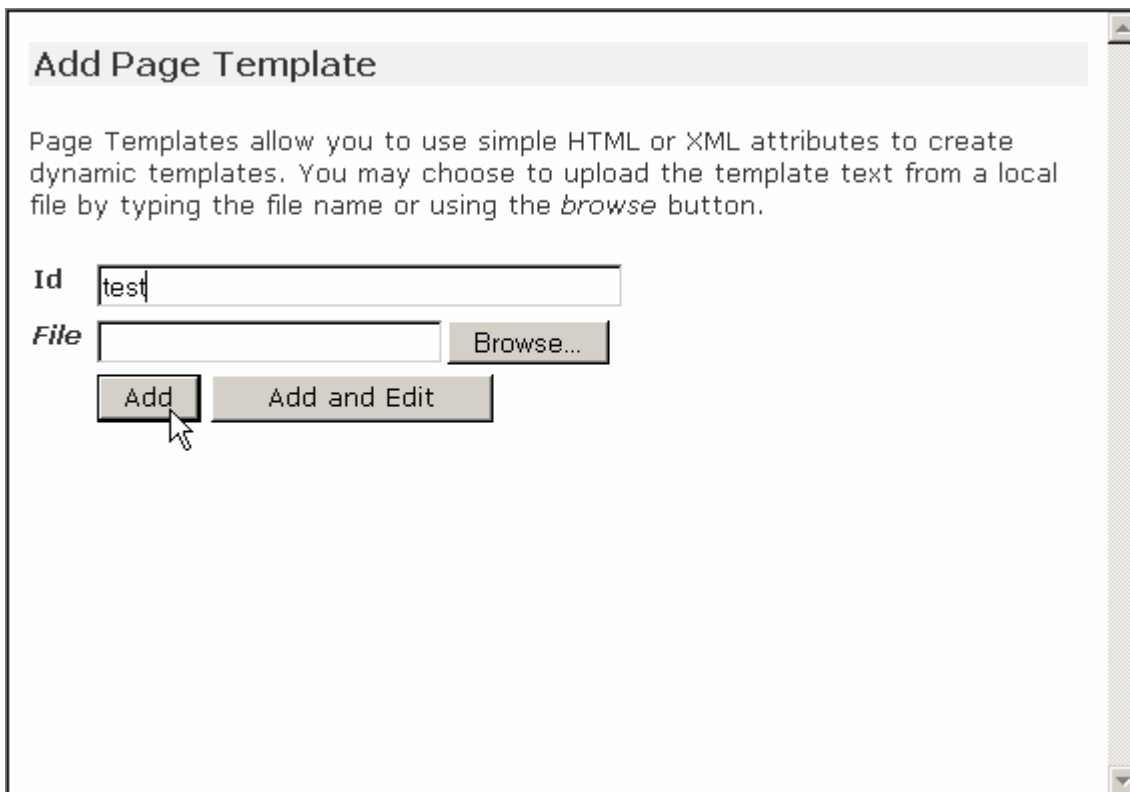 Add Page Template
Page Templates allow you to use simple HTML or XML attributes to create
dynamic templates. You may choose to upload the template text from a local
file by typing the file name or using the browse button.
Id test
File Browse...
Add Add and Edit